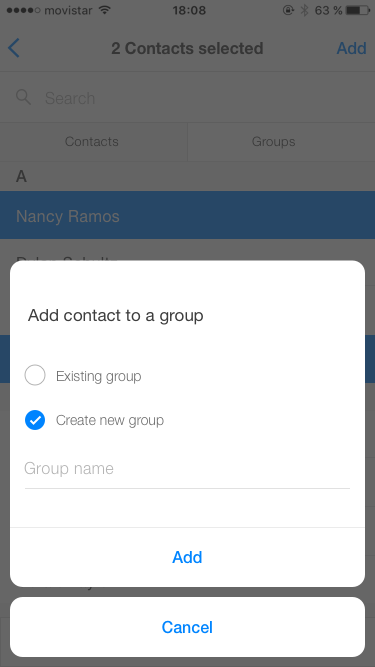 movistar 18:08 63 %
2 Contacts selected Add
Search
Contacts Groups
A
Nancy Ramos
Add contact to a group
Existing group
Create new group
Group name
Add
Cancel